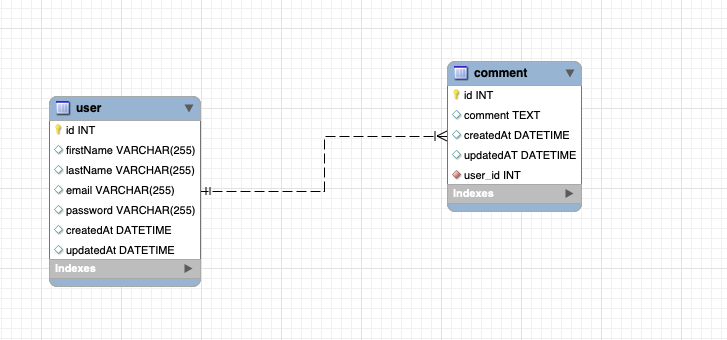 user
id INT
firstName VARCHAR(255)
lastName VARCHAR(255)
email VARCHAR(255)
password VARCHAR(255)
createdAt DATETIME
updatedAt DATETIME
Indexes
comment
id INT
comment TEXT
createdAt DATETIME
updatedAT DATETIME
user_id INT
Indexes